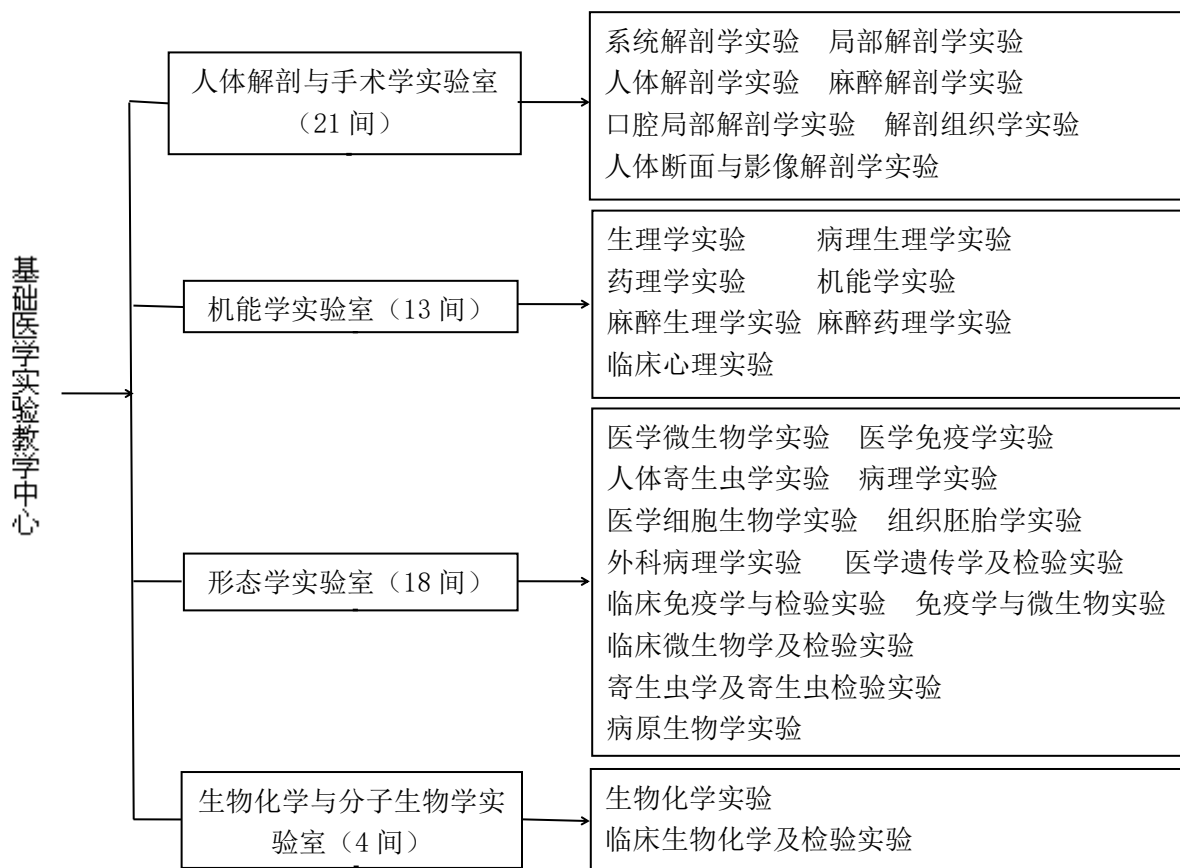 基础医学实验教学中心
人体解剖与手术学实验室
（21 间）
系统解剖学实验 局部解剖学实验
人体解剖学实验 麻醉解剖学实验
口腔局部解剖学实验 解剖组织学实验
人体断面与影像解剖学实验
机能学实验室（13 间）
生理学实验 病理生理学实验
药理学实验 机能学实验
麻醉生理学实验 麻醉药理学实验
临床心理实验
形态学实验室（18 间）
医学微生物学实验 医学免疫学实验
人体寄生虫学实验 病理学实验
医学细胞生物学实验 组织胚胎学实验
外科病理学实验 医学遗传学及检验实验
临床免疫学与检验实验 免疫学与微生物实验
临床微生物学及检验实验
寄生虫学及寄生虫检验实验
病原生物学实验
生物化学与分子生物学实
验室（4 间）
生物化学实验
临床生物化学及检验实验